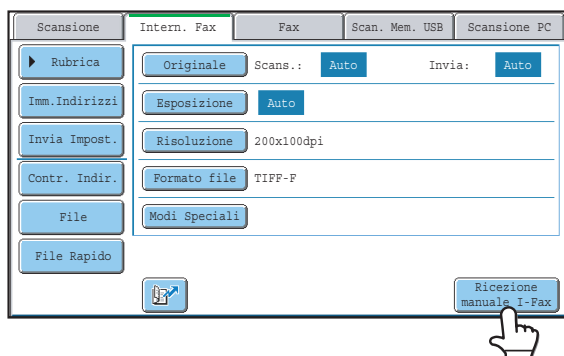 Scansione Intern. Fax Fax Scan. Mem. USB Scansione PC
Rubrica
Originale Scans.: Auto Invia: Auto
Imm.Indirizzi
Esposizione Auto
Invia Impost.
Risoluzione 200x100dpi
Contr. Indir.
Formato file TIFF-F
File
Modi Speciali
File Rapido
Ricezione
manuale I-Fax